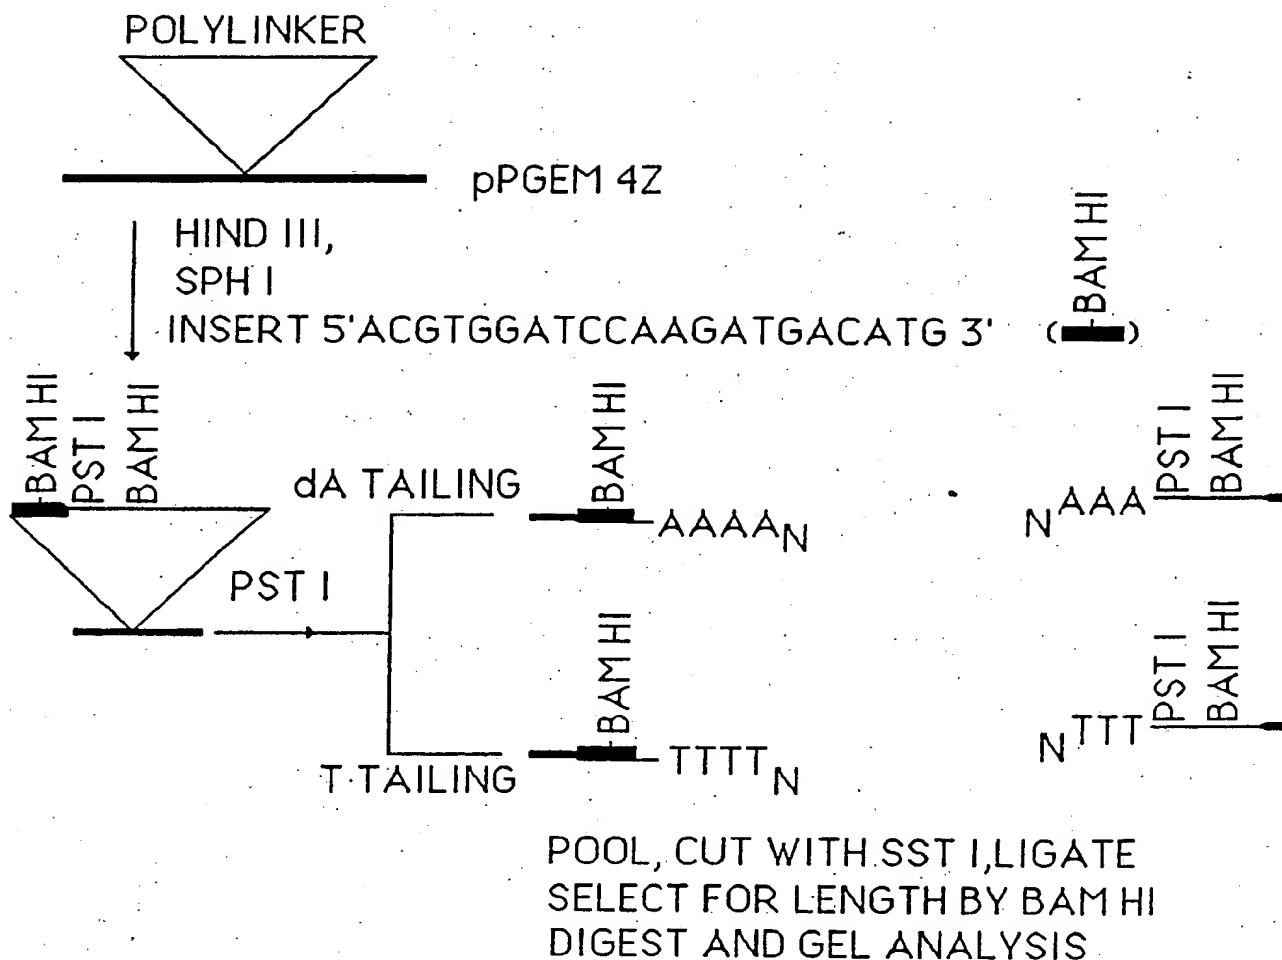 POLYLINKER
pPGEM 4Z
HIND III,
SPH I
INSERT 5'ACGTGGATCCAAGATGACATG 3'
( )
BAM HI
BAM HI
PST I
BAM HI
dA TAILING
BAM HI
AAAAN
NAAA
PST I
BAM HI
PST I
T·TAILING
BAM HI
TTTTN
NTTT
PST I
BAM HI
POOL, CUT WITH SST I, LIGATE
SELECT FOR LENGTH BY BAM HI
DIGEST AND GEL ANALYSIS